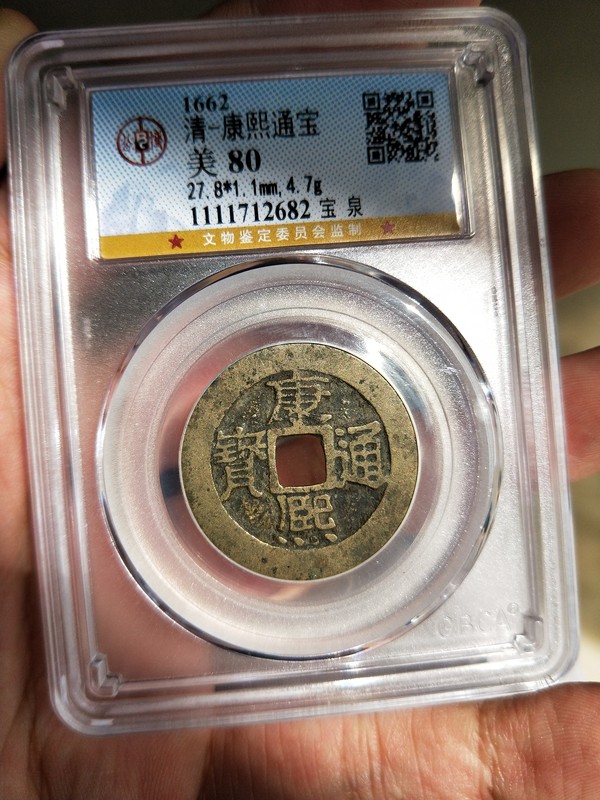 1662
清-康熙通宝
美 80
27.8*1.1mm,4.7g
1111712682 宝 泉
★ 文物鉴定委员会监制 ★
康
寶 通
熙
GBCA®